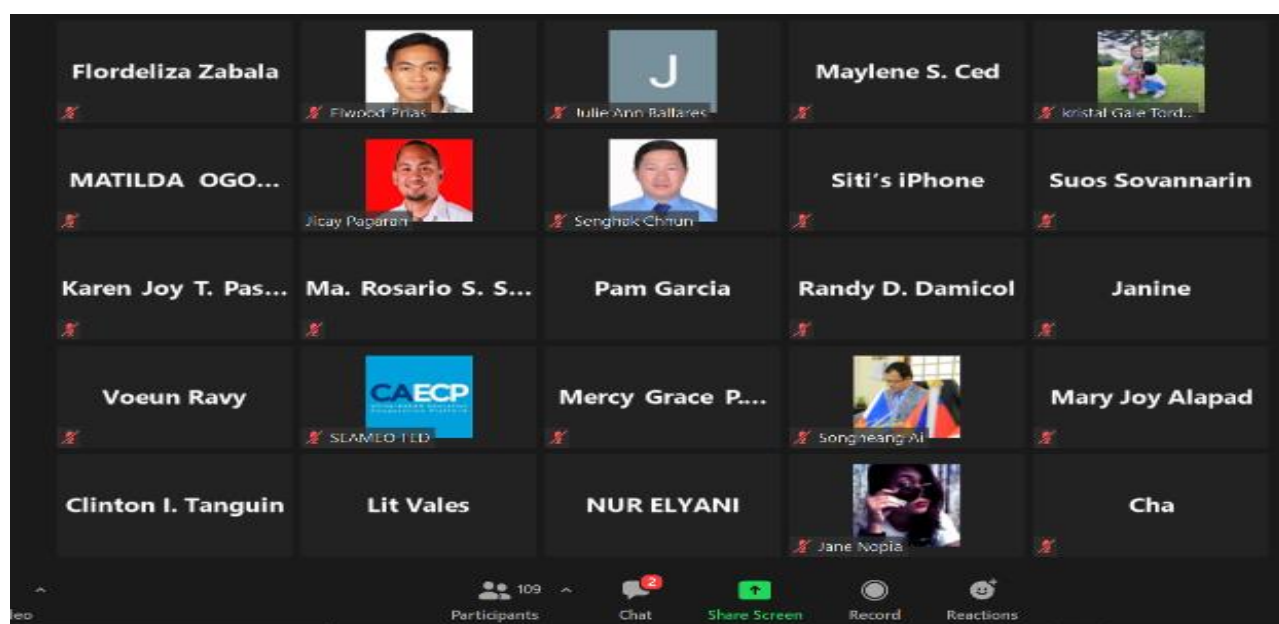 Flordeliza Zabala
Elwood Prias
J
Julie Ann Ballares
Maylene S. Ced
kristal Gale Tord...
MATILDA OGO...
Jicay Pagaran
Senghak Chhun
Siti's iPhone
Suos Sovannarin
Karen Joy T. Pas...
Ma. Rosario S. S...
Pam Garcia
Randy D. Damicol
Janine
Voeun Ravy
CAECP
SEAMEO TED
Mercy Grace P....
Songheang Ai
Mary Joy Alapad
Clinton I. Tanguin
Lit Vales
NUR ELYANI
Jane Nopia
Cha
109
2
Participants
Chat
Share Screen
Record
Reactions